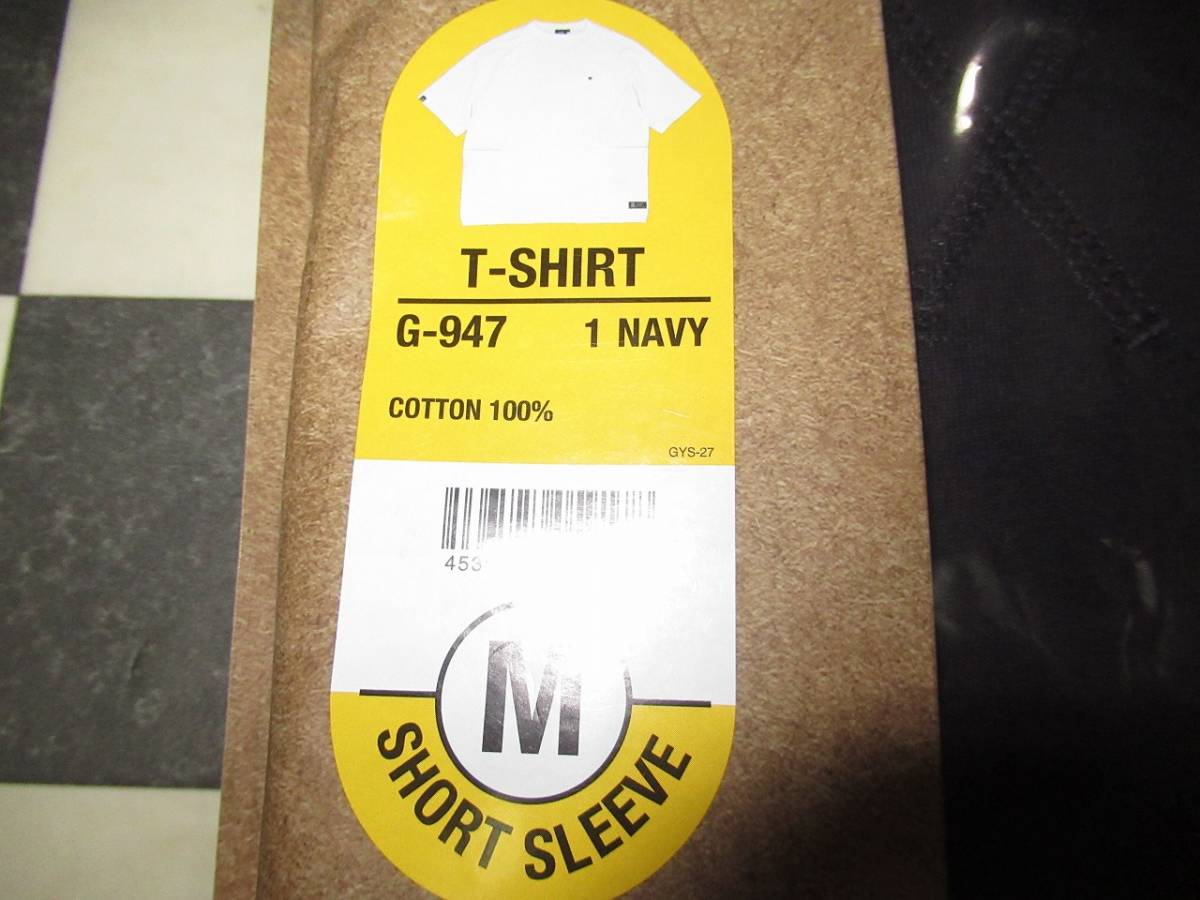 T-SHIRT
G-947 1 NAVY
COTTON 100%
GYS-27
453
M
SHORT SLEEVE